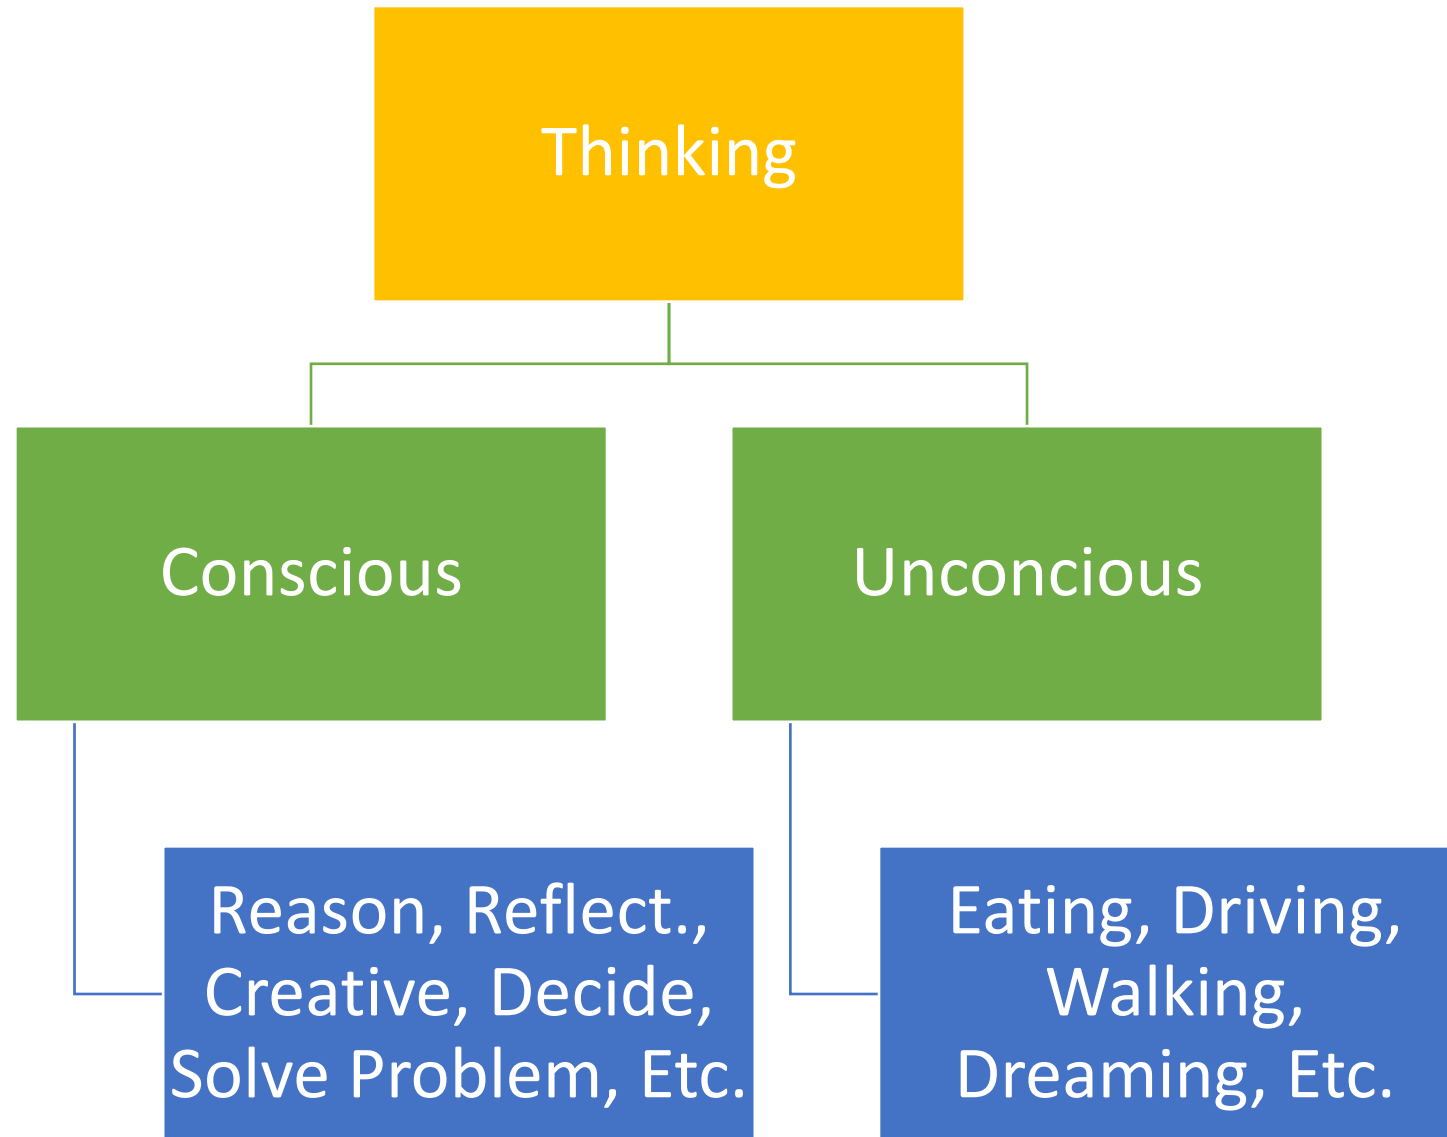 Thinking
Conscious
Unconcious
Reason, Reflect.,
Creative, Decide,
Solve Problem, Etc.
Eating, Driving,
Walking,
Dreaming, Etc.